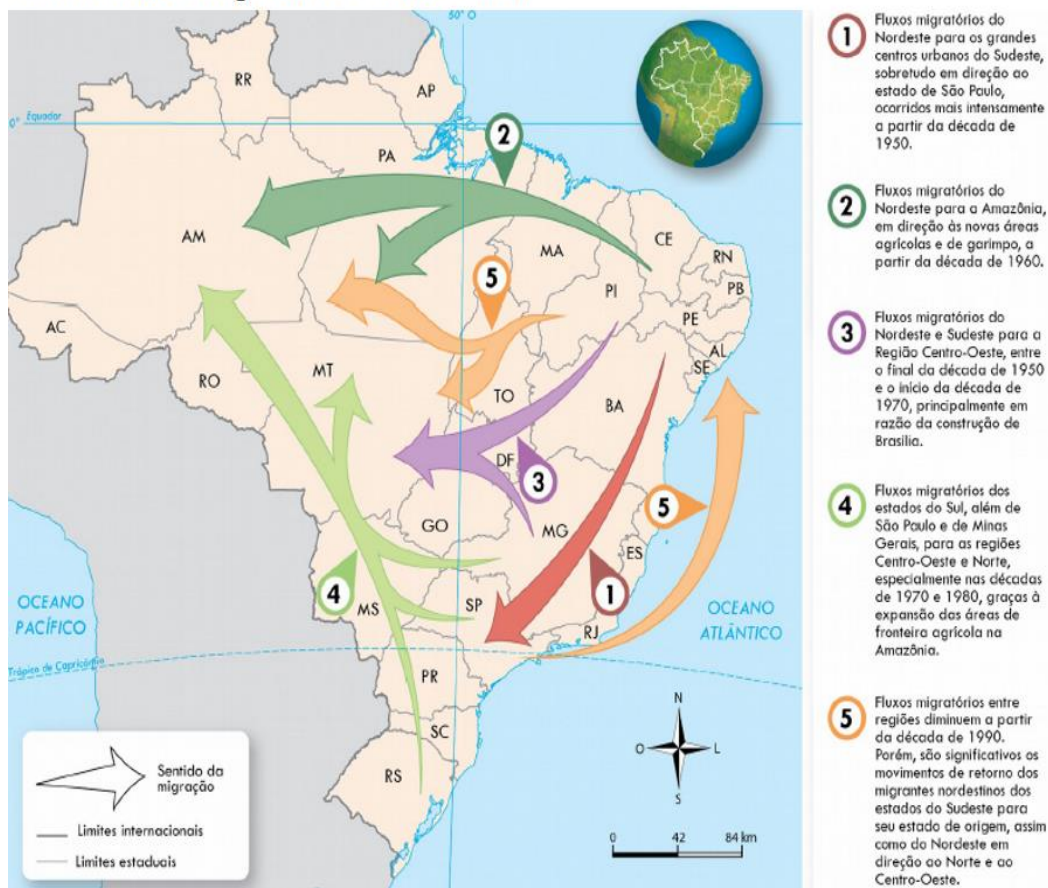 50° O
RR
AP
0°
Equador
2
PA
AM
MA
CE
RN
5
PB
PI
PE
AC
AL
SE
RO
MT
TO
BA
DF
3
5
GO
MG
ES
4
1
OCEANO
PACÍFICO
MS
SP
OCEANO
ATLÂNTICO
RJ
Trópico de Capricórnio
PR
SC
RS
N
O
L
S
Sentido da
migração
Limites internacionais
Limites estaduais
0
42
84 km
1
Fluxos migratórios do
Nordeste para os grandes
centros urbanos do Sudeste,
sobretudo em direção ao
estado de São Paulo,
ocorridos mais intensamente
a partir da década de
1950.
2
Fluxos migratórios do
Nordeste para a Amazônia,
em direção às novas áreas
agrícolas e de garimpo, a
partir da década de 1960.
3
Fluxos migratórios do
Nordeste e Sudeste para a
Região Centro-Oeste, entre
o final da década de 1950
e o início da década de
1970, principalmente em
razão da construção de
Brasília.
4
Fluxos migratórios dos
estados do Sul, além de
São Paulo e de Minas
Gerais, para as regiões
Centro-Oeste e Norte,
especialmente nas décadas
de 1970 e 1980, graças à
expansão das áreas de
fronteira agrícola na
Amazônia.
5
Fluxos migratórios entre
regiões diminuem a partir
da década de 1990.
Porém, são significativos os
movimentos de retorno dos
migrantes nordestinos dos
estados do Sudeste para
seu estado de origem, assim
como do Nordeste em
direção ao Norte e ao
Centro-Oeste.